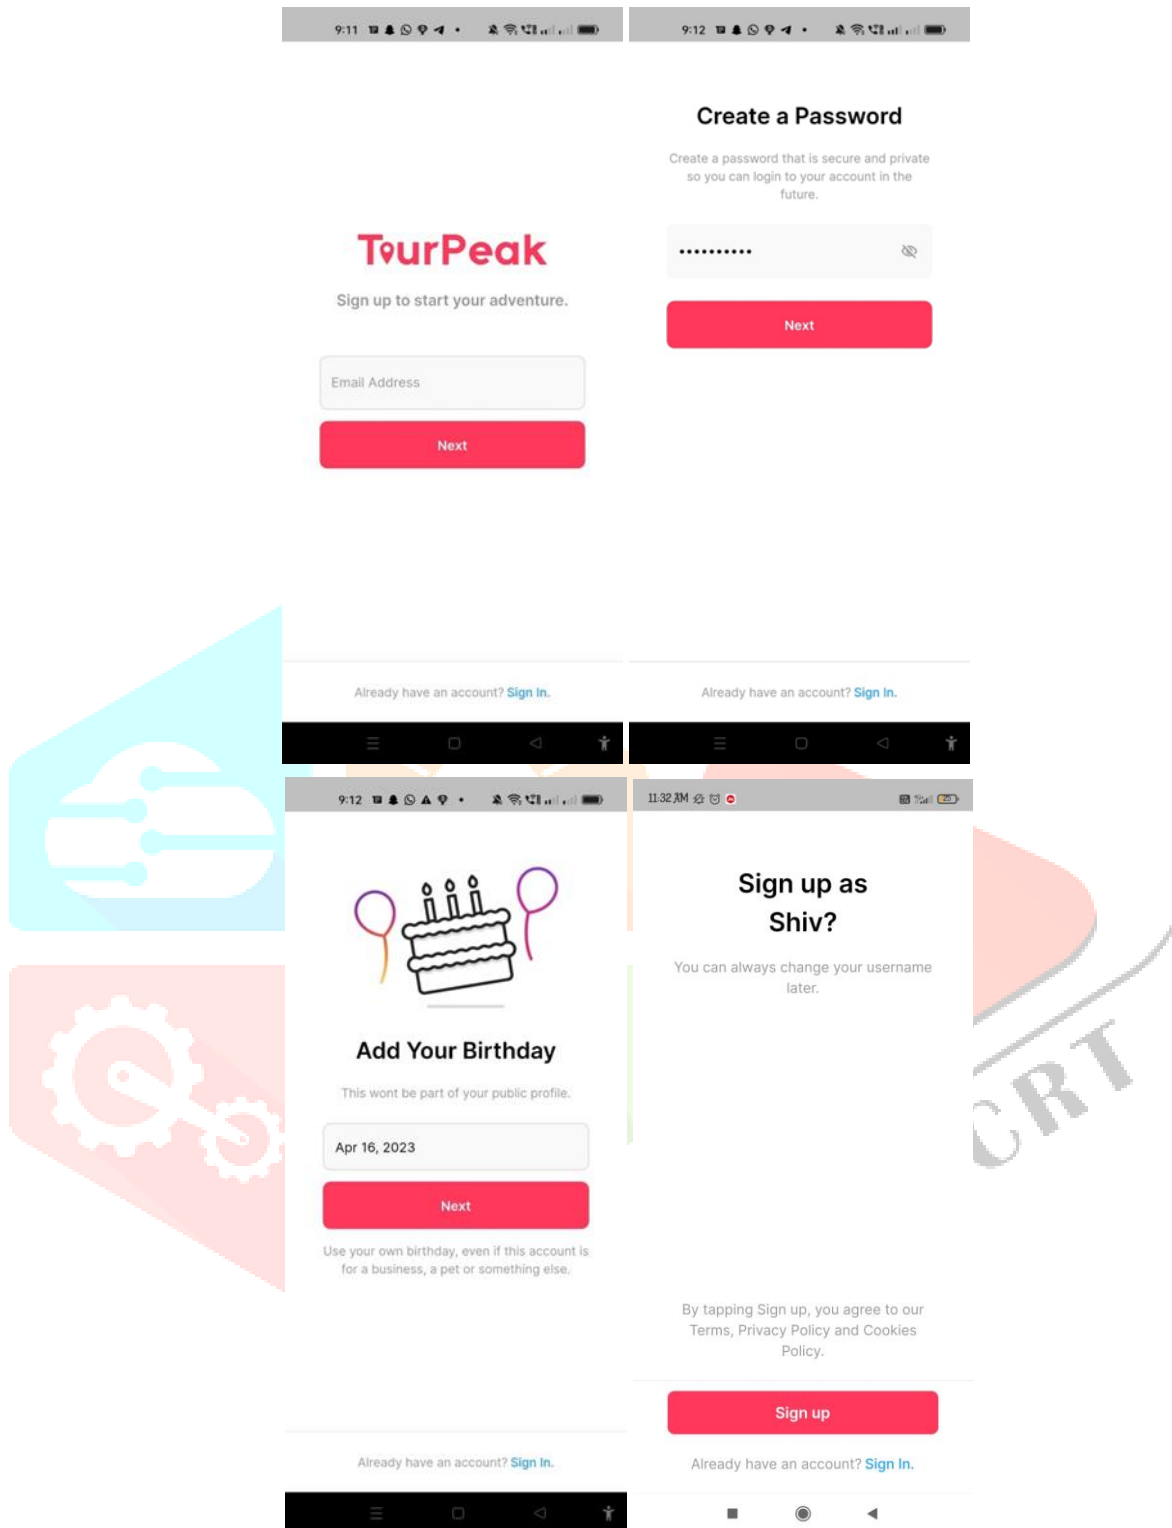 9:11
TourPeak
Sign up to start your adventure.
Email Address
Next
Already have an account? Sign In.
9:12
Create a Password
Create a password that is secure and private
so you can login to your account in the
future.
••••••••••
Next
Already have an account? Sign In.
9:12
Add Your Birthday
This wont be part of your public profile.
Apr 16, 2023
Next
Use your own birthday, even if this account is
for a business, a pet or something else.
Already have an account? Sign In.
11:32 AM
25
Sign up as
Shiv?
You can always change your username
later.
By tapping Sign up, you agree to our
Terms, Privacy Policy and Cookies
Policy.
Sign up
Already have an account? Sign In.
CRT